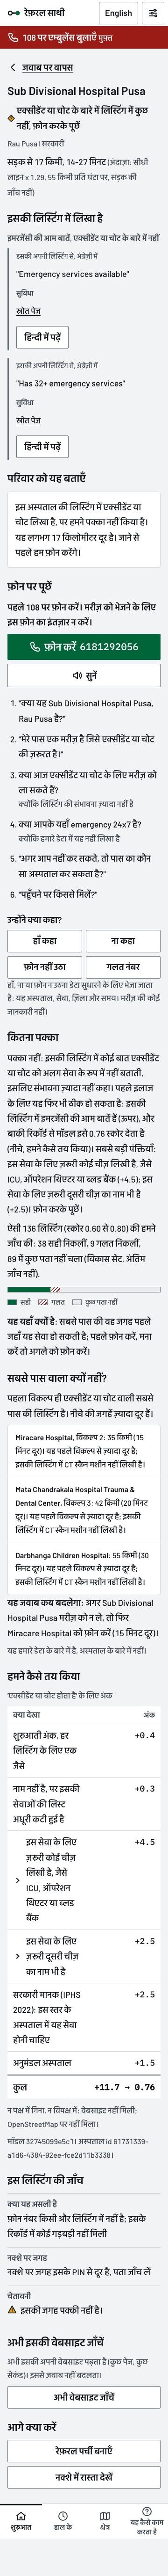 रेफ़रल साथी
English
108 पर एम्बुलेंस बुलाएँ मुफ़्त
जवाब पर वापस
Sub Divisional Hospital Pusa
एक्सीडेंट या चोट के बारे में लिस्टिंग में कुछ
नहीं, फ़ोन करके पूछें
Rau Pusa। सरकारी
सड़क से 17 किमी, 14-27 मिनट (अंदाज़ा: सीधी
लाइन x 1.29, 55 किमी प्रति घंटा पर, सड़क की
जाँच नहीं)
इसकी लिस्टिंग में लिखा है
इमरजेंसी की आम बातें, एक्सीडेंट या चोट के बारे में नहीं
इसकी अपनी लिस्टिंग से, अंग्रेज़ी में
"Emergency services available"
सुविधा
स्रोत पेज
हिन्दी में पढ़ें
इसकी अपनी लिस्टिंग से, अंग्रेज़ी में
"Has 32+ emergency services"
सुविधा
स्रोत पेज
हिन्दी में पढ़ें
परिवार को यह बताएँ
इस अस्पताल की लिस्टिंग में एक्सीडेंट या
चोट लिखा है, पर हमने पक्का नहीं किया है।
यह लगभग 17 किलोमीटर दूर है। जाने से
पहले हम फ़ोन करेंगे।
फ़ोन पर पूछें
पहले 108 पर फ़ोन करें। मरीज़ को भेजने के लिए
इस फ़ोन का इंतज़ार न करें।
फ़ोन करें 6181292056
सुनें
1. “क्या यह Sub Divisional Hospital Pusa,
Rau Pusa है?”
2. “मेरे पास एक मरीज़ है जिसे एक्सीडेंट या चोट
की ज़रूरत है।”
3. क्या आज एक्सीडेंट या चोट के लिए मरीज़ को
ला सकते हैं?
क्योंकि लिस्टिंग की संभावना ज़्यादा नहीं है
4. क्या आपके यहाँ emergency 24x7 है?
क्योंकि हमारे डेटा में यह नहीं लिखा है
5. “अगर आप नहीं कर सकते, तो पास का कौन
सा अस्पताल कर सकता है?”
6. “पहुँचने पर किससे मिलें?”
उन्होंने क्या कहा?
हाँ कहा
ना कहा
फ़ोन नहीं उठा
गलत नंबर
हाँ, ना या फ़ोन न उठना डेटा सुधारने के लिए भेजा जाता
है: यह अस्पताल, सेवा, ज़िला और समय। मरीज़ की कोई
जानकारी नहीं।
कितना पक्का
पक्का नहीं: इसकी लिस्टिंग में कोई बात एक्सीडेंट
या चोट को अलग सेवा के रूप में नहीं बताती,
इसलिए संभावना ज़्यादा नहीं कहा। पहले इलाज
के लिए यह फिर भी ठीक हो सकता है: इसकी
लिस्टिंग में इमरजेंसी की आम बातें हैं (ऊपर), और
बाकी रिकॉर्ड से मॉडल इसे 0.76 स्कोर देता है
(नीचे, हमने कैसे तय किया)। सबसे बड़ी पंक्तियाँ:
इस सेवा के लिए ज़रूरी कोई चीज़ लिखी है, जैसे
ICU, ऑपरेशन थिएटर या ब्लड बैंक (+4.5); इस
सेवा के लिए ज़रूरी दूसरी चीज़ का नाम भी है
(+2.5)। फ़ोन करके पूछें।
ऐसी 136 लिस्टिंग (स्कोर 0.60 से 0.80) की हमने
जाँच की: 38 सही निकलीं, 9 गलत निकलीं,
89 में कुछ पता नहीं चला (विकास सेट, अंतिम
जाँच नहीं).
सही गलत कुछ पता नहीं
यह यहाँ क्यों है: सबसे पास की वह जगह पहले
जहाँ यह सेवा हो सकती है; पहले फ़ोन करें, मना
करें तो अगले को फ़ोन करें।
सबसे पास वाला क्यों नहीं?
पहला विकल्प ही एक्सीडेंट या चोट वाली सबसे
पास की लिस्टिंग है। नीचे की जगहें ज़्यादा दूर हैं।
Miracare Hospital, विकल्प 2: 35 किमी (15
मिनट दूर)। यह पहले विकल्प से ज़्यादा दूर है;
इसकी लिस्टिंग में CT स्कैन मशीन नहीं लिखी है।
Mata Chandrakala Hospital Trauma &
Dental Center, विकल्प 3: 42 किमी (20 मिनट
दूर)। यह पहले विकल्प से ज़्यादा दूर है; इसकी
लिस्टिंग में CT स्कैन मशीन नहीं लिखी है।
Darbhanga Children Hospital: 55 किमी (30
मिनट दूर)। यह पहले विकल्प से ज़्यादा दूर है;
इसकी लिस्टिंग में CT स्कैन मशीन नहीं लिखी है।
यह जवाब कब बदलेगा: अगर Sub Divisional
Hospital Pusa मरीज़ को न ले, तो फिर
Miracare Hospital को फ़ोन करें (15 मिनट दूर)।
यह हमारे डेटा के बारे में है, अस्पताल के बारे में नहीं।
हमने कैसे तय किया
'एक्सीडेंट या चोट होता है' के लिए अंक
क्या देखा अंक
शुरुआती अंक, हर
लिस्टिंग के लिए एक
जैसे
+0.4
नाम नहीं है, पर इसकी
सेवाओं की लिस्ट
अधूरी कटी हुई है
+0.3
इस सेवा के लिए
ज़रूरी कोई चीज़
लिखी है, जैसे
ICU, ऑपरेशन
थिएटर या ब्लड
बैंक
+4.5
इस सेवा के लिए
ज़रूरी दूसरी चीज़
का नाम भी है
+2.5
सरकारी मानक (IPHS
2022): इस स्तर के
अस्पताल में यह सेवा
होनी चाहिए
+2.5
अनुमंडल अस्पताल +1.5
कुल +11.7 → 0.76
न पक्ष में गिना, न विपक्ष में: वेबसाइट नहीं मिली;
OpenStreetMap पर नहीं मिला।
मॉडल 32745099e5c1। अस्पताल id 61731339-
a1d6-4384-92ee-fce2d11b3338।
इस लिस्टिंग की जाँच
क्या यह असली है
फ़ोन नंबर किसी और लिस्टिंग में नहीं है; इसके
रिकॉर्ड में कोई गड़बड़ी नहीं मिली
नक्शे पर जगह
नक्शे पर जगह इसके PIN से दूर है, पता जाँच लें
चेतावनी
इसकी जगह पक्की नहीं है।
अभी इसकी वेबसाइट जाँचें
अभी इसकी अपनी वेबसाइट पढ़ता है (कुछ पेज, कुछ
सेकंड)। इससे जवाब नहीं बदलता।
अभी वेबसाइट जाँचें
आगे क्या करें
रेफ़रल पर्ची बनाएँ
नक्शे में रास्ता देखें
शुरुआत
हाल के
क्षेत्र
यह कैसे काम
करता है